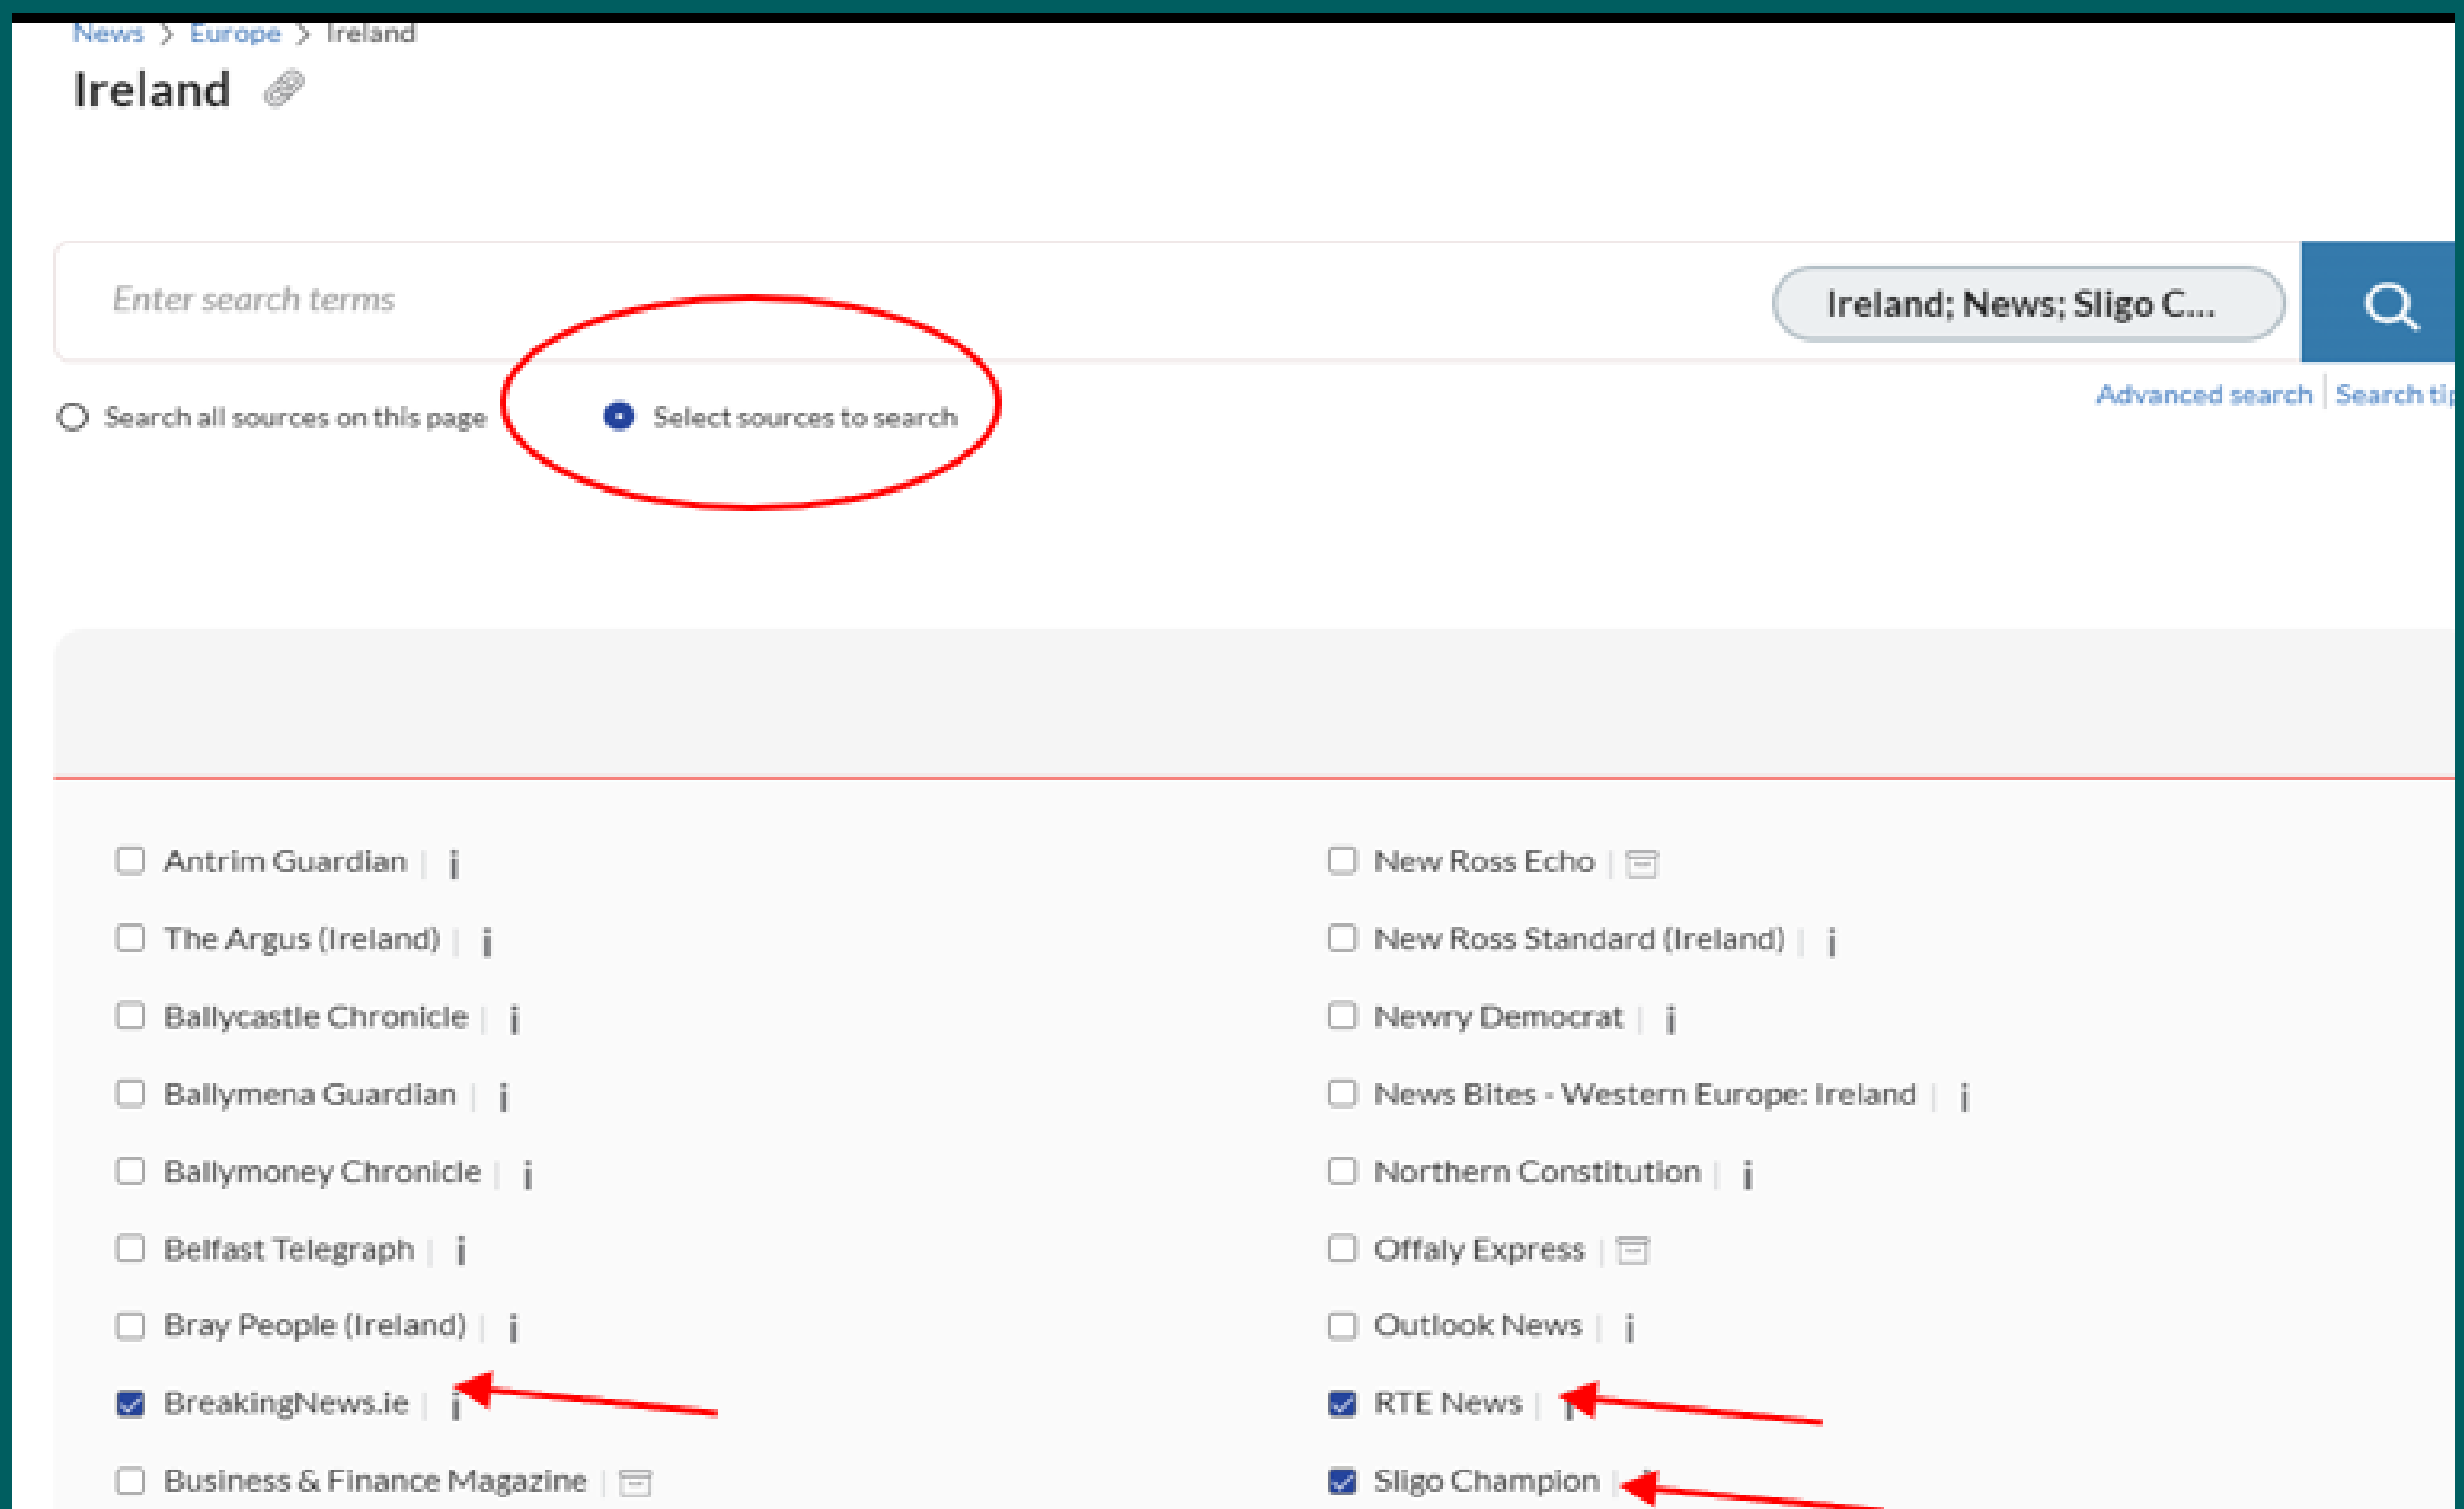 News > Europe > Ireland
Ireland
Enter search terms
Ireland; News; Sligo C...
Search all sources on this page
Select sources to search
Advanced search | Search tip
Antrim Guardian | i
The Argus (Ireland) | i
Ballycastle Chronicle | i
Ballymena Guardian | i
Ballymoney Chronicle | i
Belfast Telegraph | i
Bray People (Ireland) | i
BreakingNews.ie | i
Business & Finance Magazine |
New Ross Echo |
New Ross Standard (Ireland) | i
Newry Democrat | i
News Bites - Western Europe: Ireland | i
Northern Constitution | i
Offaly Express |
Outlook News | i
RTE News | i
Sligo Champion |